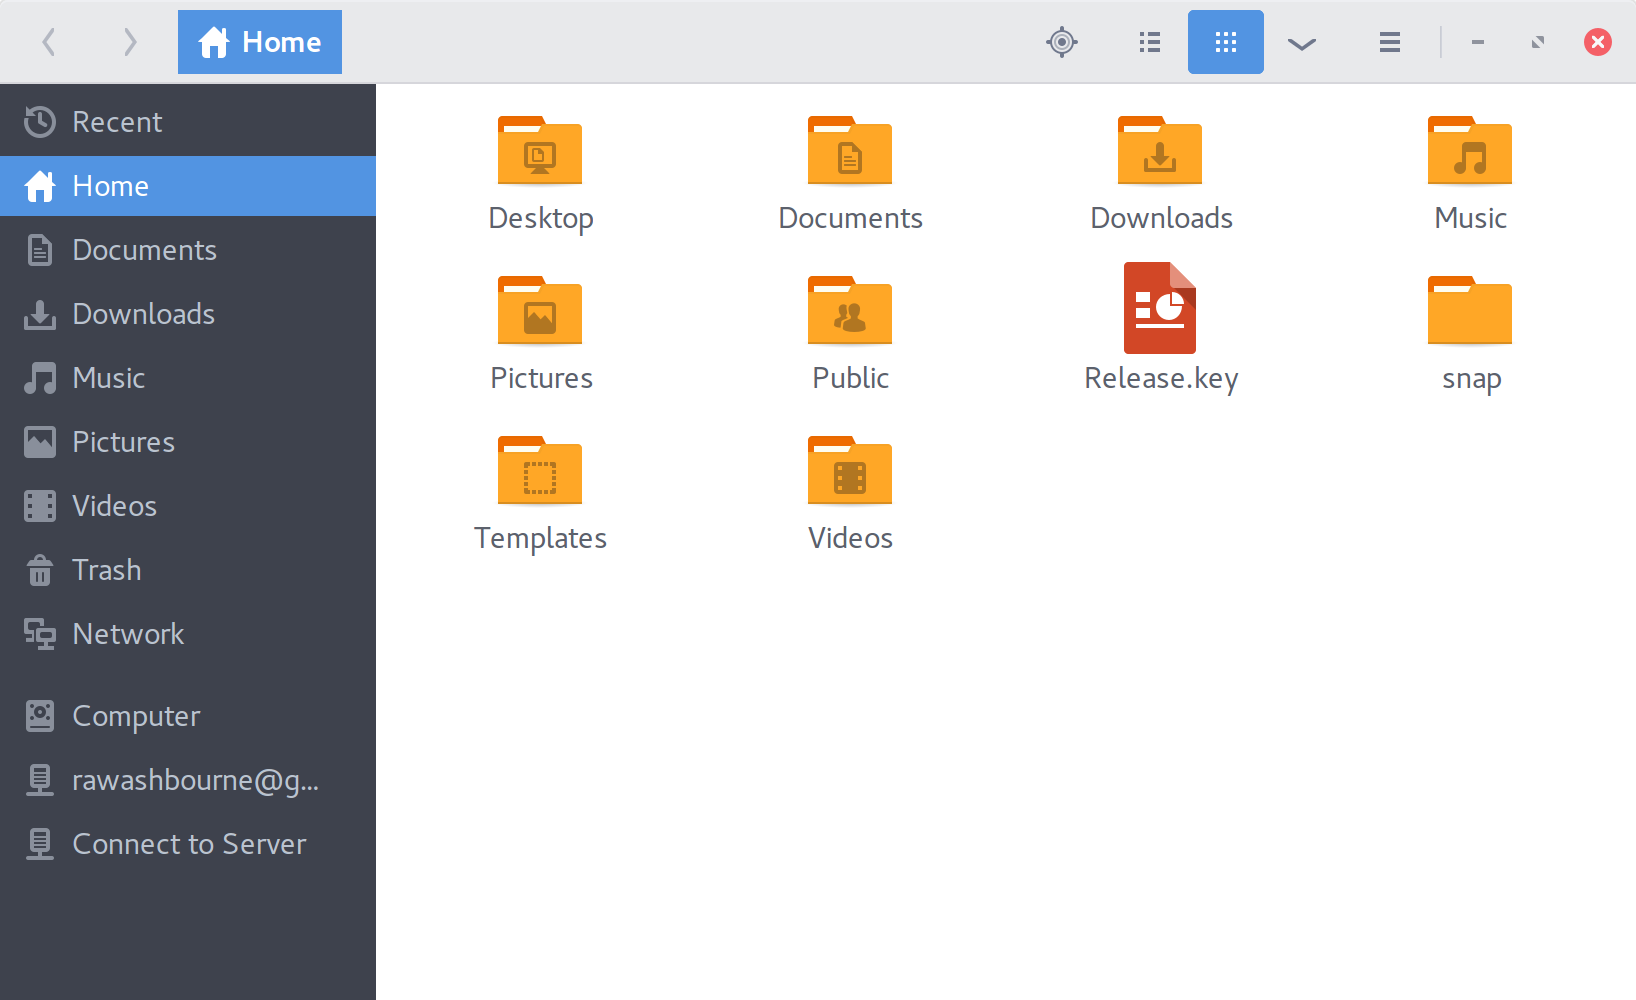 Home
Recent
Home
Documents
Downloads
Music
Pictures
Videos
Trash
Network
Computer
rawashbourne@g...
Connect to Server
Desktop
Documents
Downloads
Music
Pictures
Public
Release.key
snap
Templates
Videos